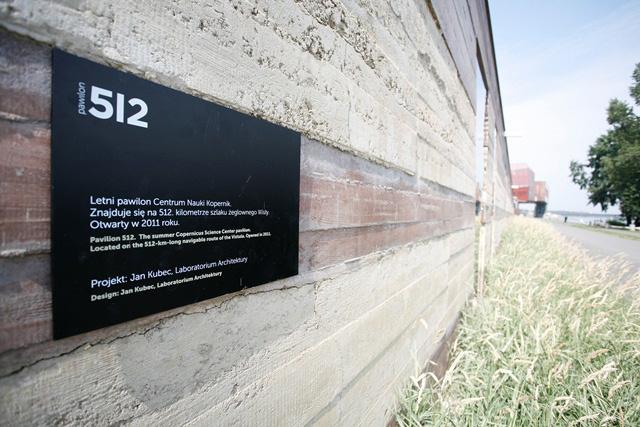 pawilon
512
Letni pawilon Centrum Nauki Kopernik.
Znajduje się na 512. kilometrze szlaku żeglownego Wisły.
Otwarty w 2011 roku.
Pavilion 512. The summer Copernicus Science Center pavilion.
Located on the 512-km-long navigable route of the Vistula. Opened in 2011.
Projekt: Jan Kubec, Laboratorium Architektury
Design: Jan Kubec, Laboratorium Architektury